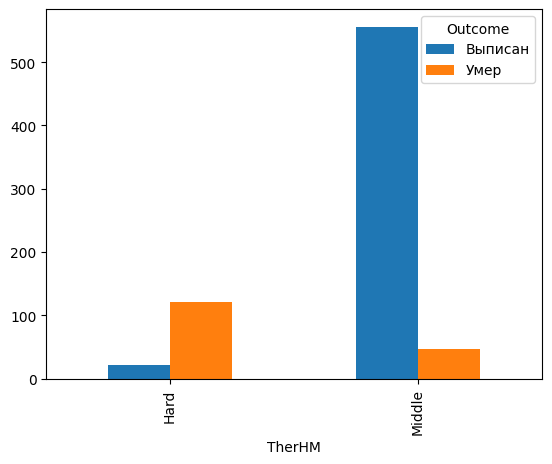 Outcome
Выписан
Умер
500
400
300
200
100
0
Hard
Middle
TherHM